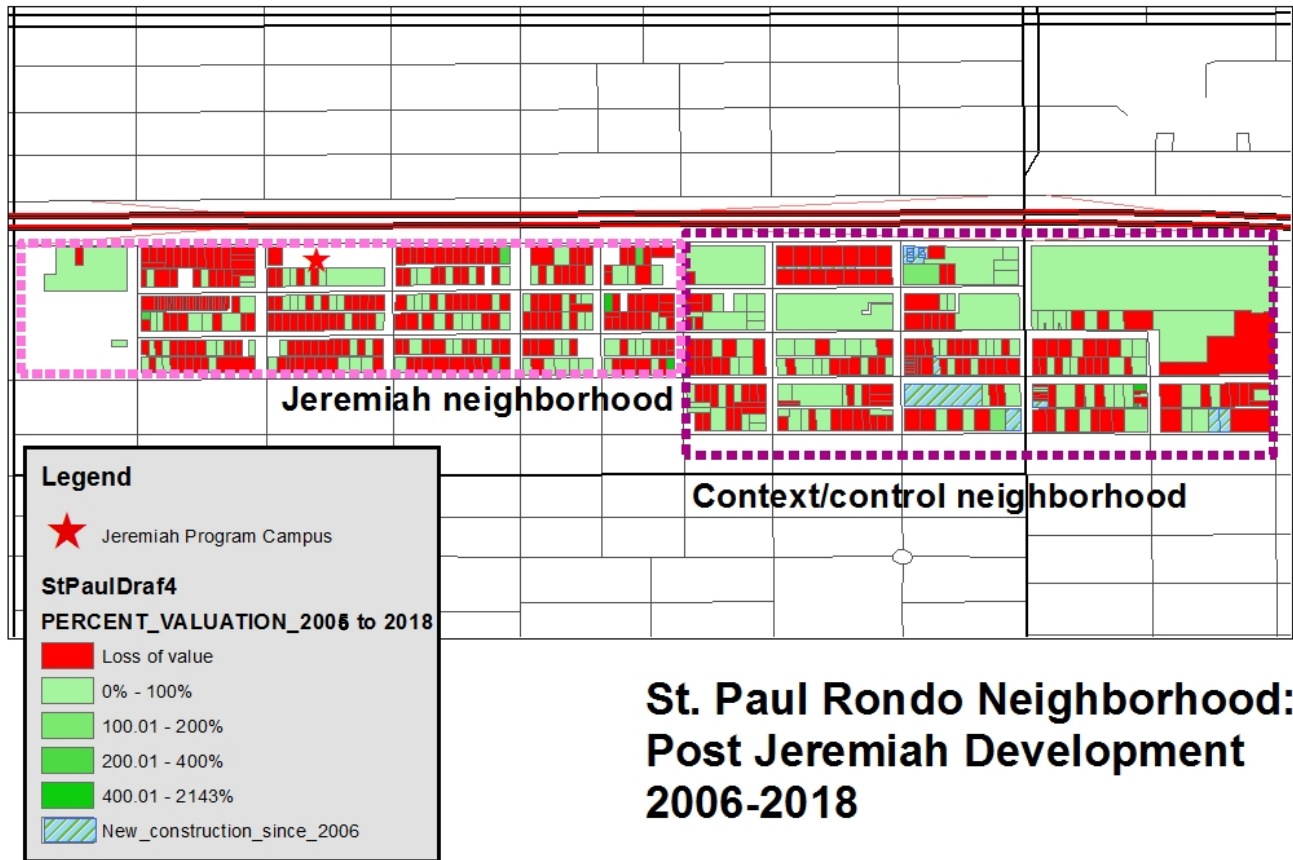 Jeremiah neighborhood
Context/control neighborhood
Legend
Jeremiah Program Campus
StPaulDraf4
PERCENT_VALUATION_2006 to 2018
Loss of value
0% - 100%
100.01 - 200%
200.01 - 400%
400.01 - 2143%
New_construction_since_2006
St. Paul Rondo Neighborhood:
Post Jeremiah Development
2006-2018